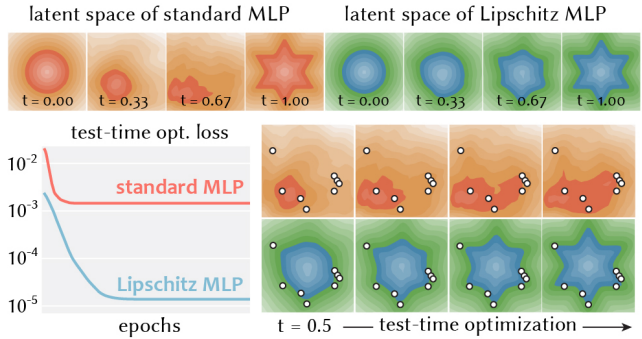 latent space of standard MLP
latent space of Lipschitz MLP
t = 0.00
t = 0.33
t = 0.67
t = 1.00
t = 0.00
t = 0.33
t = 0.67
t = 1.00
test-time opt. loss
10⁻²
10⁻³
10⁻⁴
10⁻⁵
standard MLP
Lipschitz MLP
epochs
t = 0.5
test-time optimization